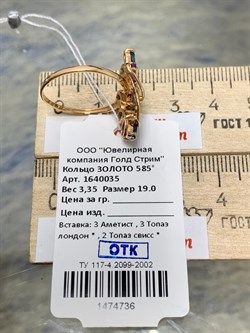 ООО "Ювелирная
компания Голд Стрим"
Кольцо ЗОЛОТО 585°
Арт. 1640035
Вес 3,35 Размер 19.0
Цена за гр.
Цена изд.
Вставка: 3 Аметист , 3 Топаз
лондон * , 2 Топаз свисс *
ОТК
ТУ 117-4.2099-2002
1474736